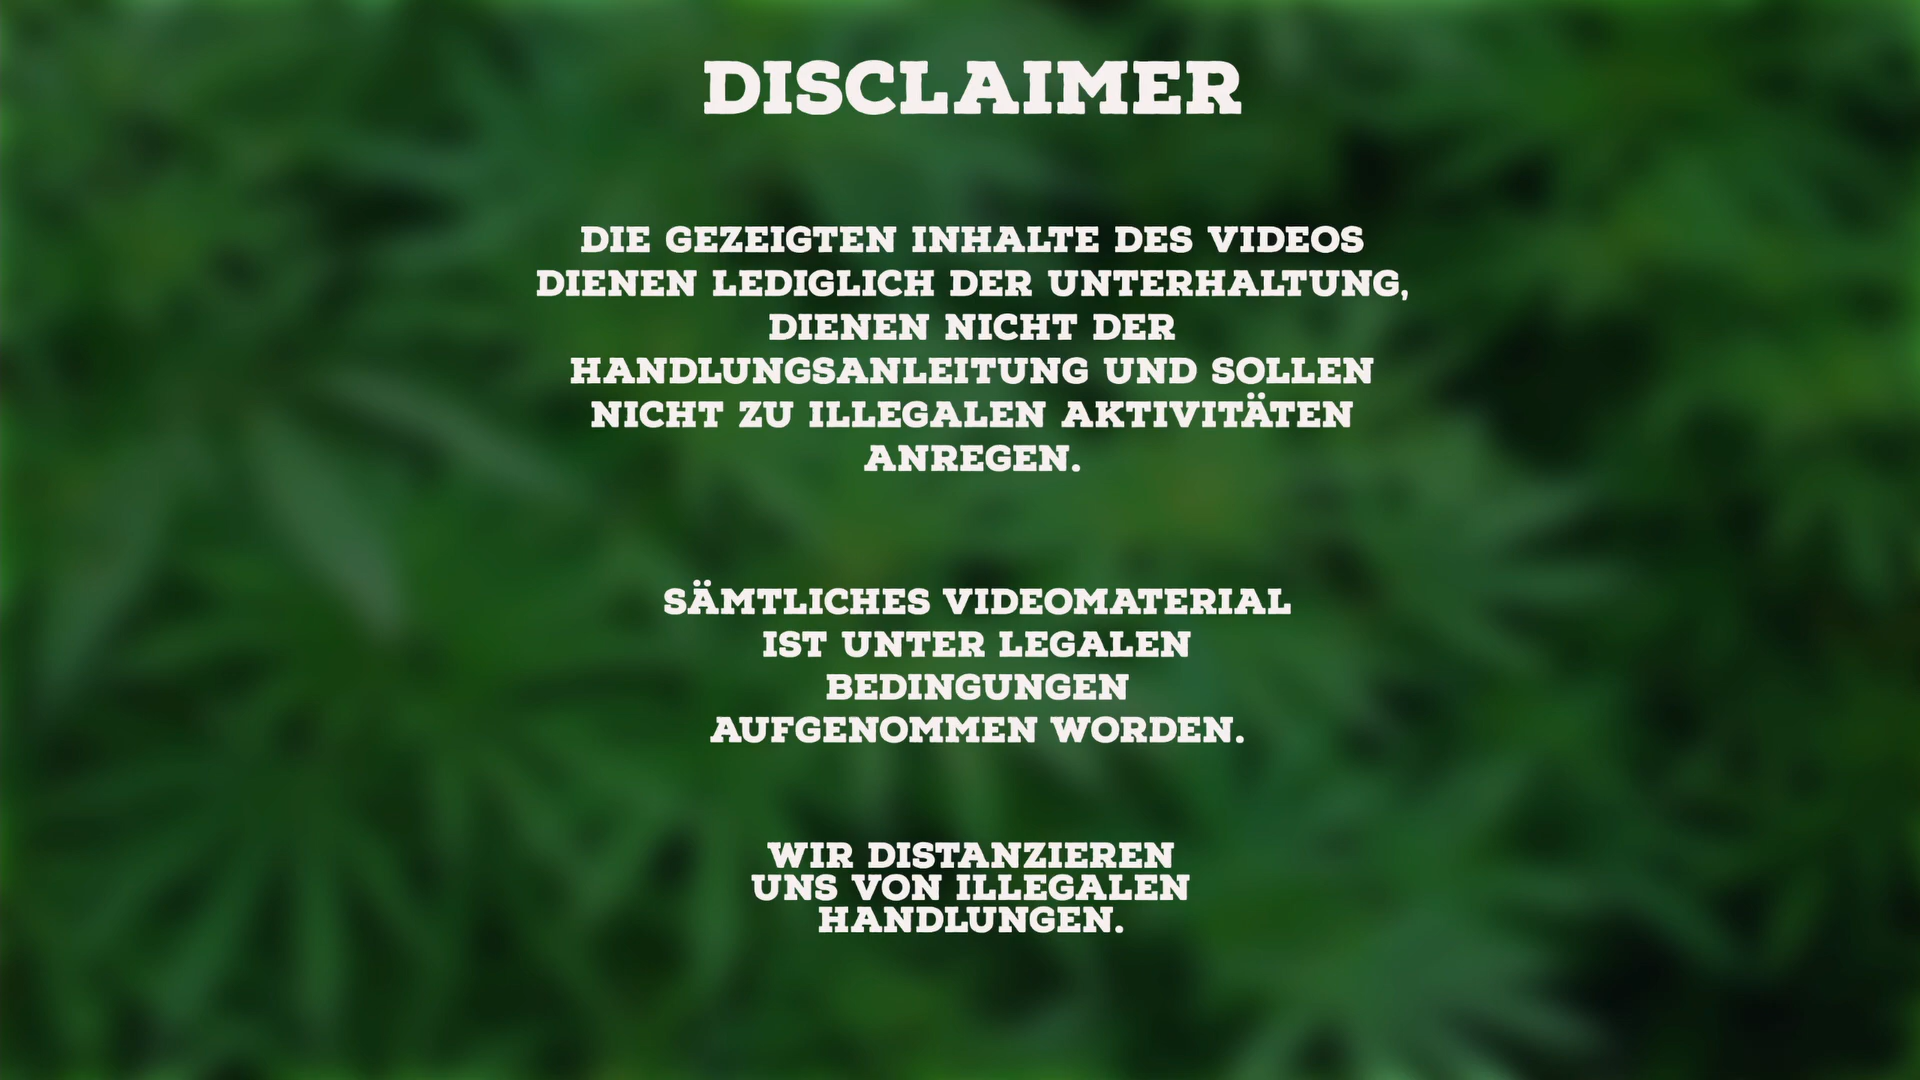 DISCLAIMER
DIE GEZEIGTEN INHALTE DES VIDEOS
DIENEN LEDIGLICH DER UNTERHALTUNG,
DIENEN NICHT DER
HANDLUNGSANLEITUNG UND SOLLEN
NICHT ZU ILLEGALEN AKTIVITÄTEN
ANREGEN.
SÄMTLICHES VIDEOMATERIAL
IST UNTER LEGALEN
BEDINGUNGEN
AUFGENOMMEN WORDEN.
WIR DISTANZIEREN
UNS VON ILLEGALEN
HANDLUNGEN.